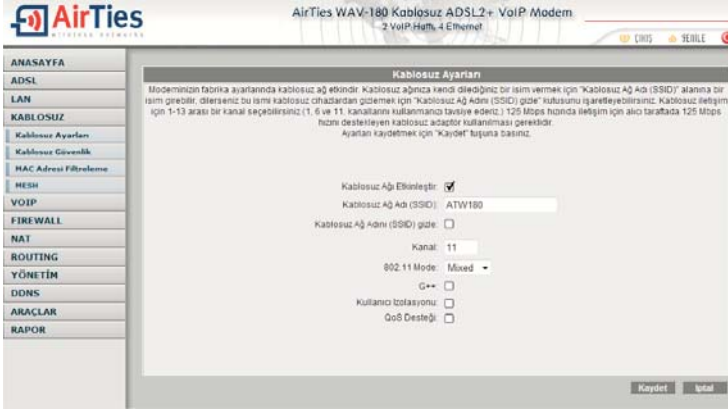 AirTies
WIRELESS NETWORKS
AirTies WAV-180 Kablosuz ADSL2+ VoIP Modem
2 VoIP Hattı, 4 Ethernet
ÇIKIŞ
YENİLE
ANASAYFA
ADSL
LAN
KABLOSUZ
Kablosuz Ayarları
Kablosuz Güvenlik
MAC Adresi Filtreleme
MESH
VOIP
FIREWALL
NAT
ROUTING
YÖNETİM
DDNS
ARAÇLAR
RAPOR
Kablosuz Ayarları
Modeminizin fabrika ayarlarında kablosuz ağ etkindir. Kablosuz ağınıza kendi dilediğiniz bir isim vermek için "Kablosuz Ağ Adı (SSID)" alanına bir
isim girebilir, dilerseniz bu ismi kablosuz cihazlardan gizlemek için "Kablosuz Ağ Adını (SSID) gizle" kutusunu işaretleyebilirsiniz. Kablosuz iletişim
için 1-13 arası bir kanal seçebilirsiniz (1, 6 ve 11. kanallarını kullanmanızı tavsiye ederiz.) 125 Mbps hızında iletişim için alıcı tarafta da 125 Mbps
hızını destekleyen kablosuz adaptör kullanılması gereklidir.
Ayarları kaydetmek için "Kaydet" tuşuna basınız.
Kablosuz Ağı Etkinleştir:
Kablosuz Ağ Adı (SSID): ATW180
Kablosuz Ağ Adını (SSID) gizle:
Kanal: 11
802.11 Mode: Mixed
G++:
Kullanıcı İzolasyonu:
QoS Desteği:
Kaydet
İptal